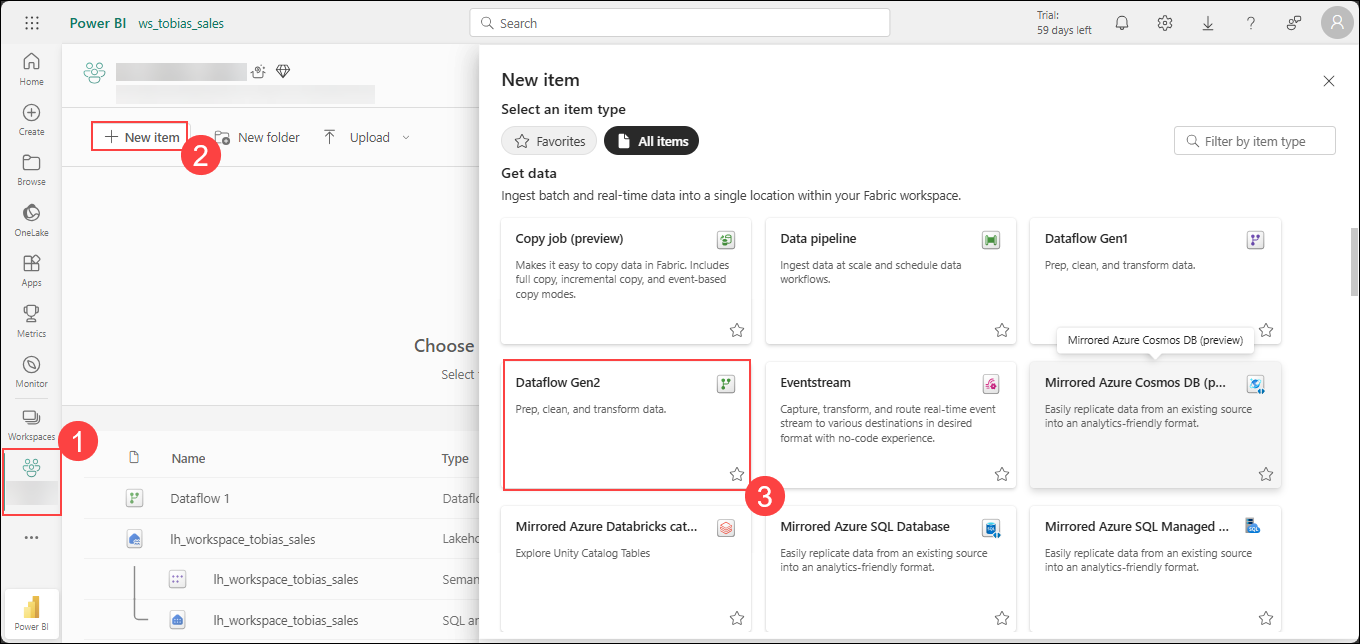 Power BI ws_tobias_sales
Search
Trial:
59 days left
Home
Create
Browse
OneLake
Apps
Metrics
Monitor
Workspaces
Power BI
1
New item
2
New folder
Upload
Choose
Select
Name Type
Dataflow 1
lh_workspace_tobias_sales
lh_workspace_tobias_sales
lh_workspace_tobias_sales
New item
Select an item type
Favorites
All items
Filter by item type
Get data
Ingest batch and real-time data into a single location within your Fabric workspace.
Copy job (preview)
Makes it easy to copy data in Fabric. Includes
full copy, incremental copy, and event-based
copy modes.
Data pipeline
Ingest data at scale and schedule data
workflows.
Dataflow Gen1
Prep, clean, and transform data.
Mirrored Azure Cosmos DB (preview)
Dataflow Gen2
Prep, clean, and transform data.
3
Eventstream
Capture, transform, and route real-time event
stream to various destinations in desired
format with no-code experience.
Mirrored Azure Cosmos DB (p...
Easily replicate data from an existing source
into an analytics-friendly format.
Mirrored Azure Databricks cat...
Explore Unity Catalog Tables
Mirrored Azure SQL Database
Easily replicate data from an existing source
into an analytics-friendly format.
Mirrored Azure SQL Managed ...
Easily replicate data from an existing source
into an analytics-friendly format.